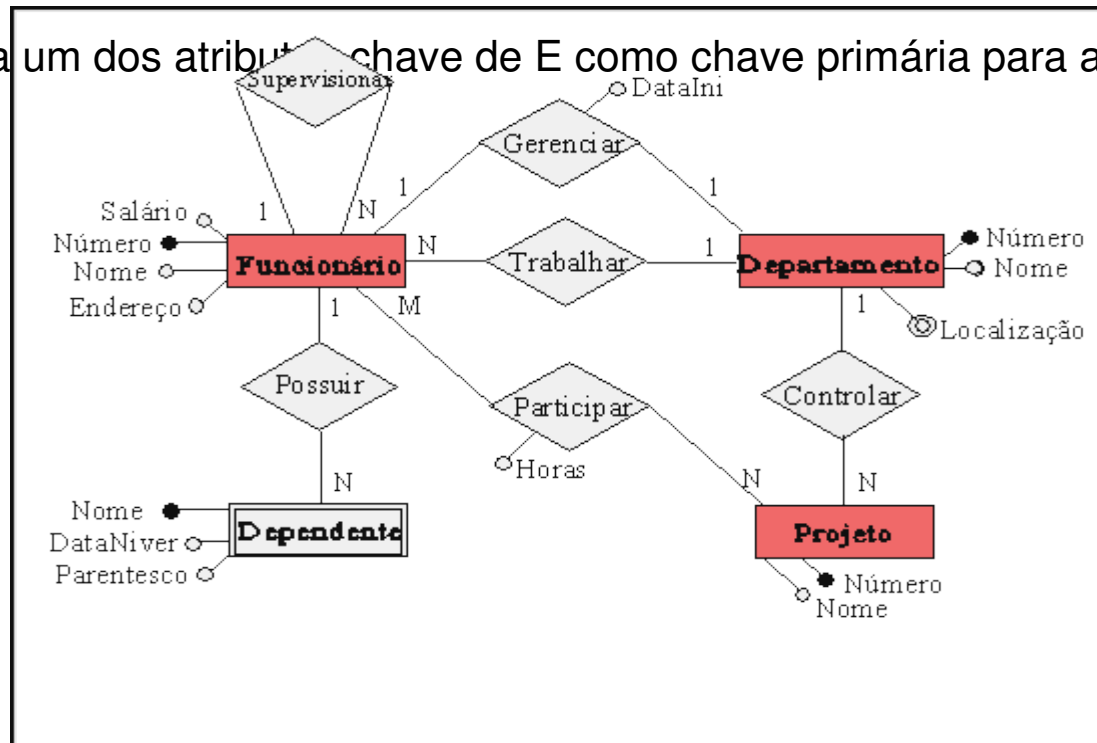 a um dos atributos chave de E como chave primária para a
Supervisionar
DataIni
Gerenciar
1
1
Salário
1
N
Número
N
Trabalhar
1
Número
Nome
Funcionário
Departamento
Nome
Endereço
1
M
1
Localização
Possuir
Participar
Controlar
Horas
N
N
N
Nome
Dependente
Projeto
DataNiver
Parentesco
Número
Nome